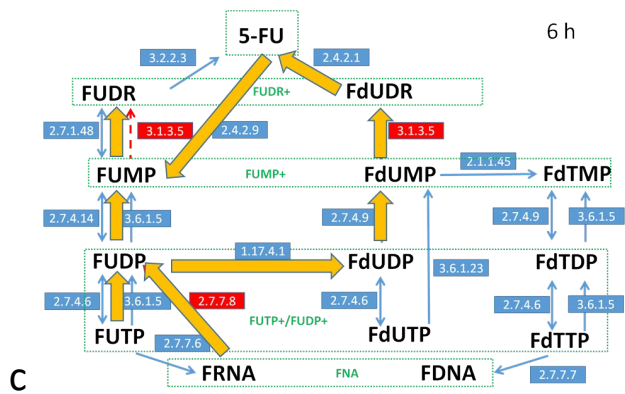 5-FU
6 h
3.2.2.3
2.4.2.1
FUDR
FUDR+
FdUDR
2.7.1.48
3.1.3.5
2.4.2.9
3.1.3.5
2.1.1.45
FUMP
FUMP+
FdUMP
FdTMP
2.7.4.14
3.6.1.5
2.7.4.9
2.7.4.9
3.6.1.5
1.17.4.1
FUDP
FdUDP
3.6.1.23
FdTDP
2.7.4.6
3.6.1.5
2.7.7.8
2.7.4.6
2.7.4.6
3.6.1.5
FUTP
FUTP+/FUDP+
FdUTP
FdTTP
2.7.7.6
C
FRNA
FNA
FDNA
2.7.7.7